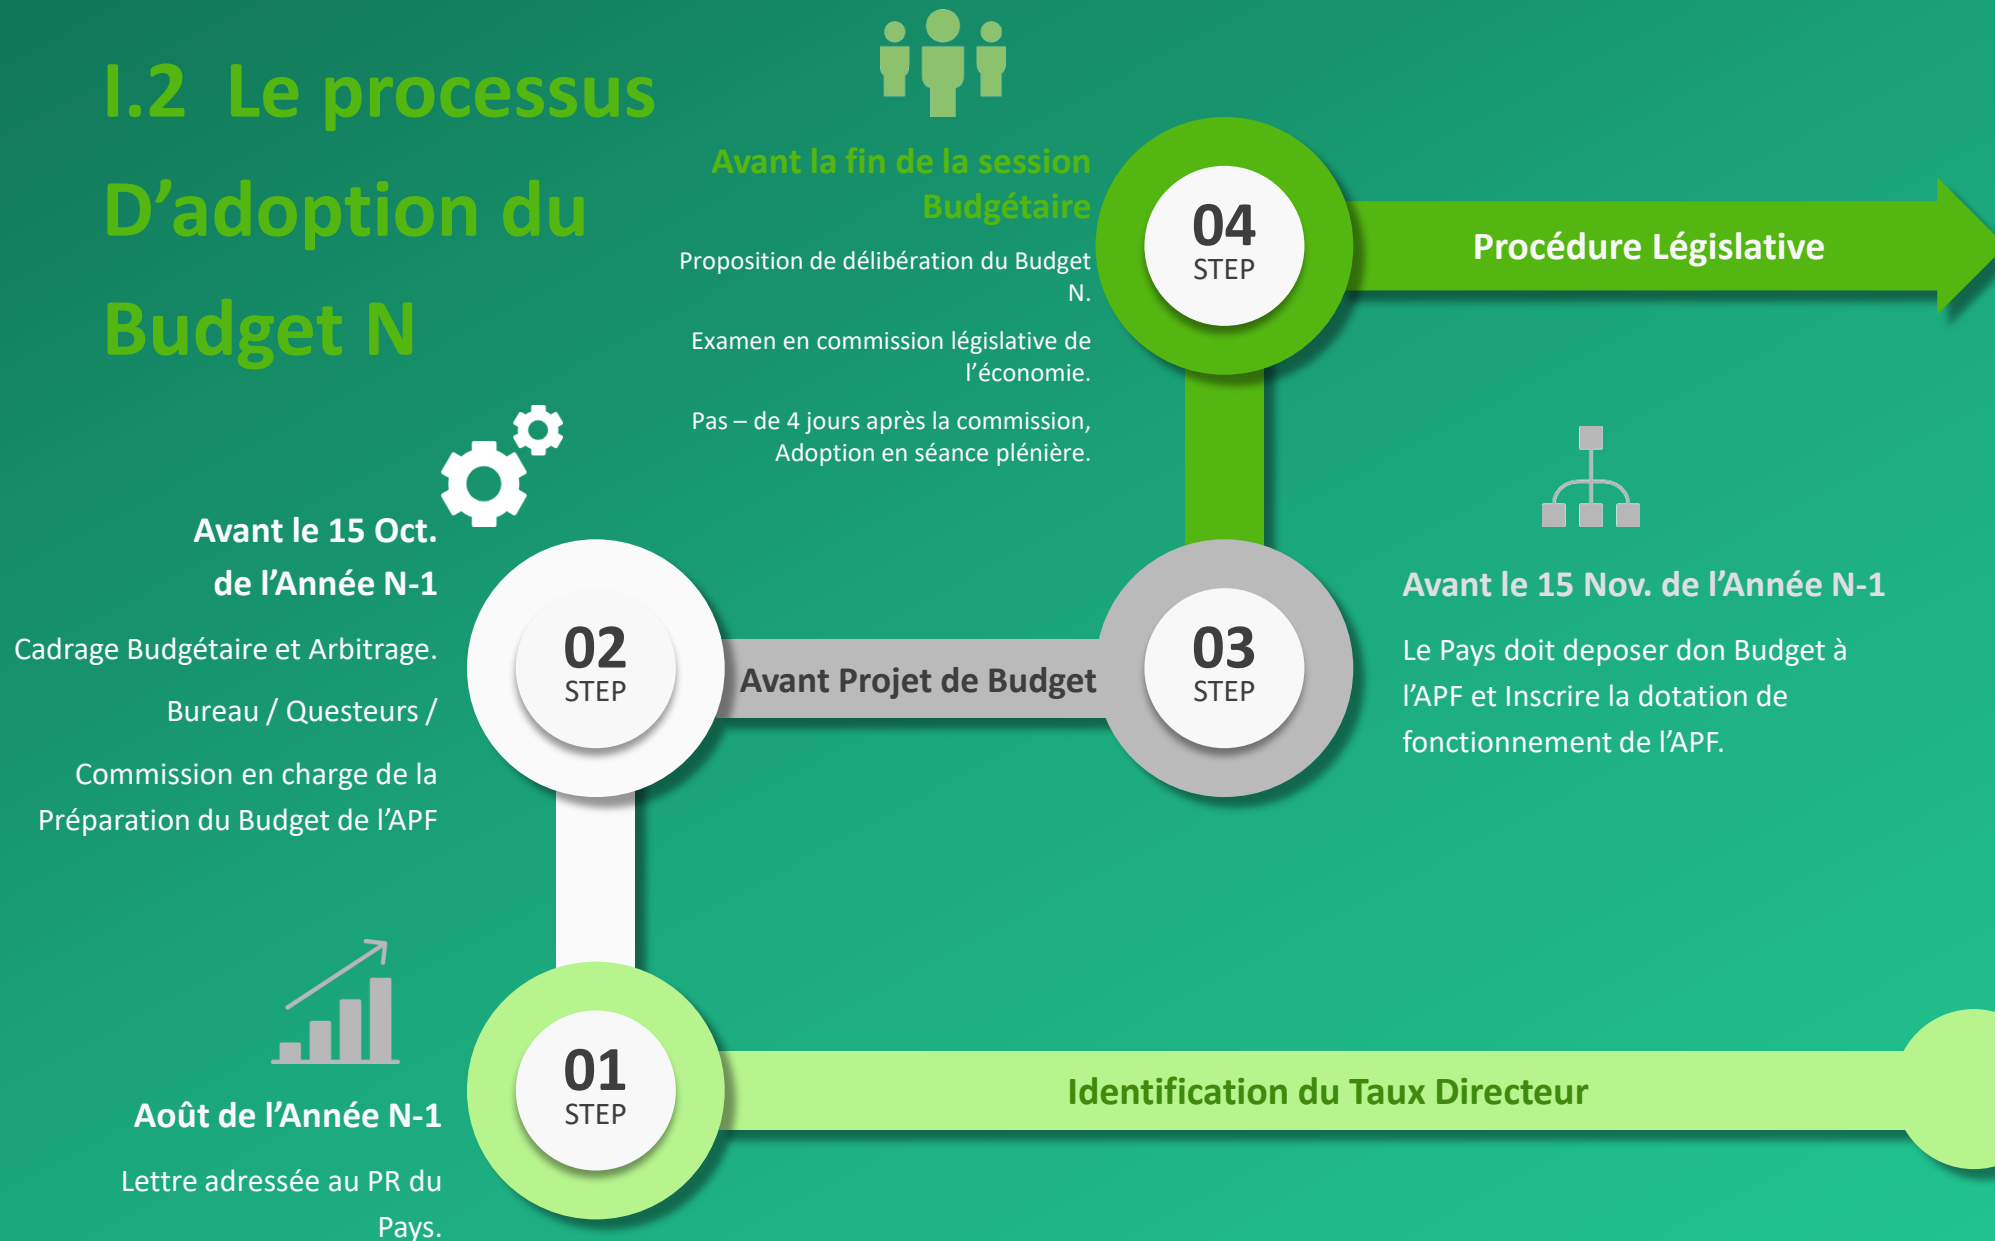 I.2 Le processus
D’adoption du
Budget N
Avant la fin de la session
Budgétaire
Proposition de délibération du Budget
N.
Examen en commission législative de
l’économie.
Pas – de 4 jours après la commission,
Adoption en séance plénière.
04
STEP
Procédure Législative
Avant le 15 Oct.
de l’Année N-1
Cadrage Budgétaire et Arbitrage.
Bureau / Questeurs /
Commission en charge de la
Préparation du Budget de l’APF
02
STEP
Avant Projet de Budget
03
STEP
Avant le 15 Nov. de l’Année N-1
Le Pays doit deposer don Budget à
l’APF et Inscrire la dotation de
fonctionnement de l’APF.
Août de l’Année N-1
Lettre adressée au PR du
Pays.
01
STEP
Identification du Taux Directeur